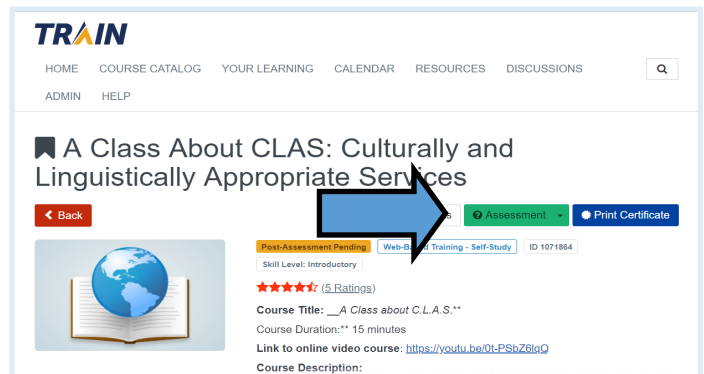 TRAIN
HOME COURSE CATALOG YOUR LEARNING CALENDAR RESOURCES DISCUSSIONS
ADMIN HELP
A Class About CLAS: Culturally and
Linguistically Appropriate Services
Back s Assessment Print Certificate
Post-Assessment Pending Web-Based Training - Self-Study ID 1071864
Skill Level: Introductory
(5 Ratings)
Course Title: __A Class about C.L.A.S.**
Course Duration:** 15 minutes
Link to online video course: https://youtu.be/0t-PSbZ6lqQ
Course Description: